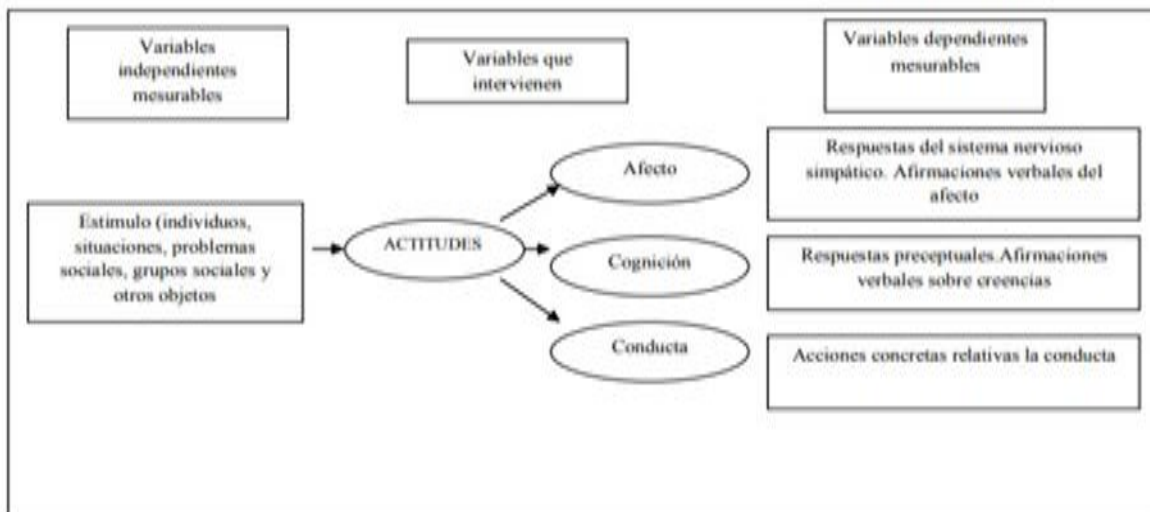 Variables
independientes
mesurables
Variables que
intervienen
Variables dependientes
mesurables
Estimulo (individuos,
situaciones, problemas
sociales, grupos sociales y
otros objetos
ACTITUDES
Afecto
Cognición
Conducta
Respuestas del sistema nervioso
simpático. Afirmaciones verbales del
afecto
Respuestas preceptuales.Afirmaciones
verbales sobre creencias
Acciones concretas relativas la conducta